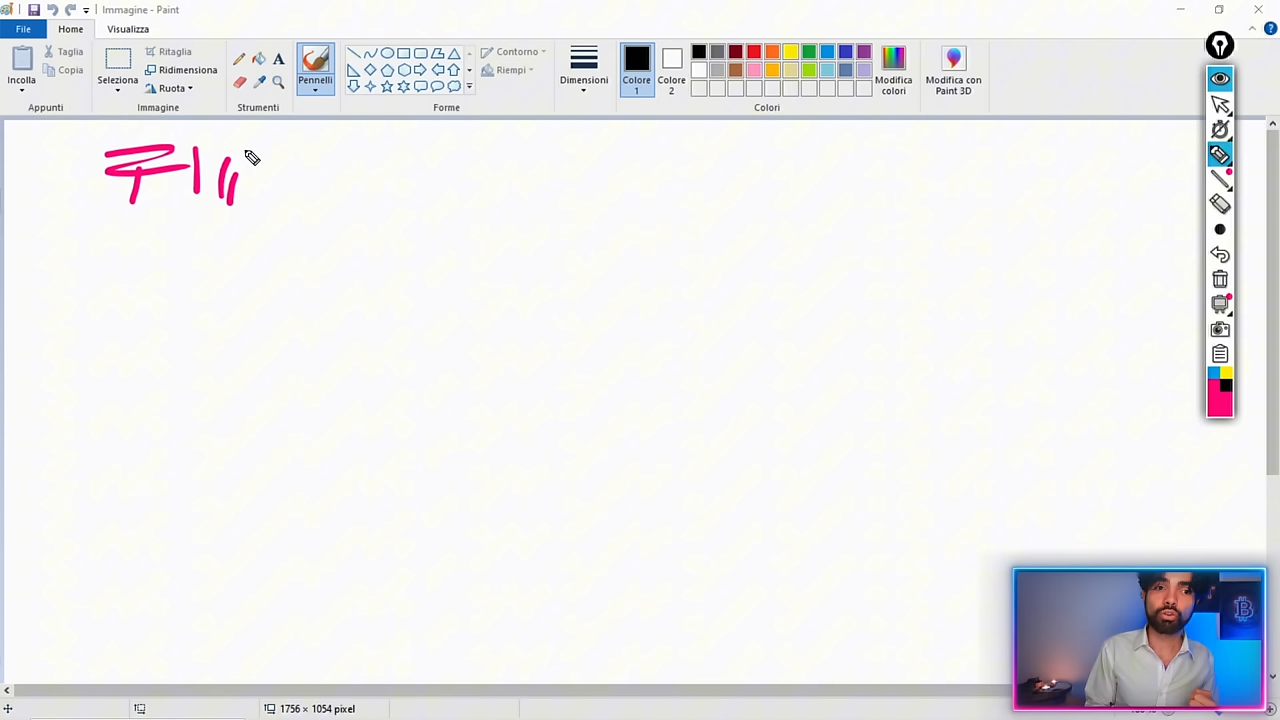 Immagine - Paint
File Home Visualizza
Incolla
Taglia
Copia
Appunti
Seleziona
Ritaglia
Ridimensiona
Ruota
Immagine
A
Strumenti
Pennelli
Forme
Contorno
Riempi
Dimensioni
Colore
1
Colore
2
Colori
Modifica
colori
Modifica con
Paint 3D
1756 × 1054 pixel